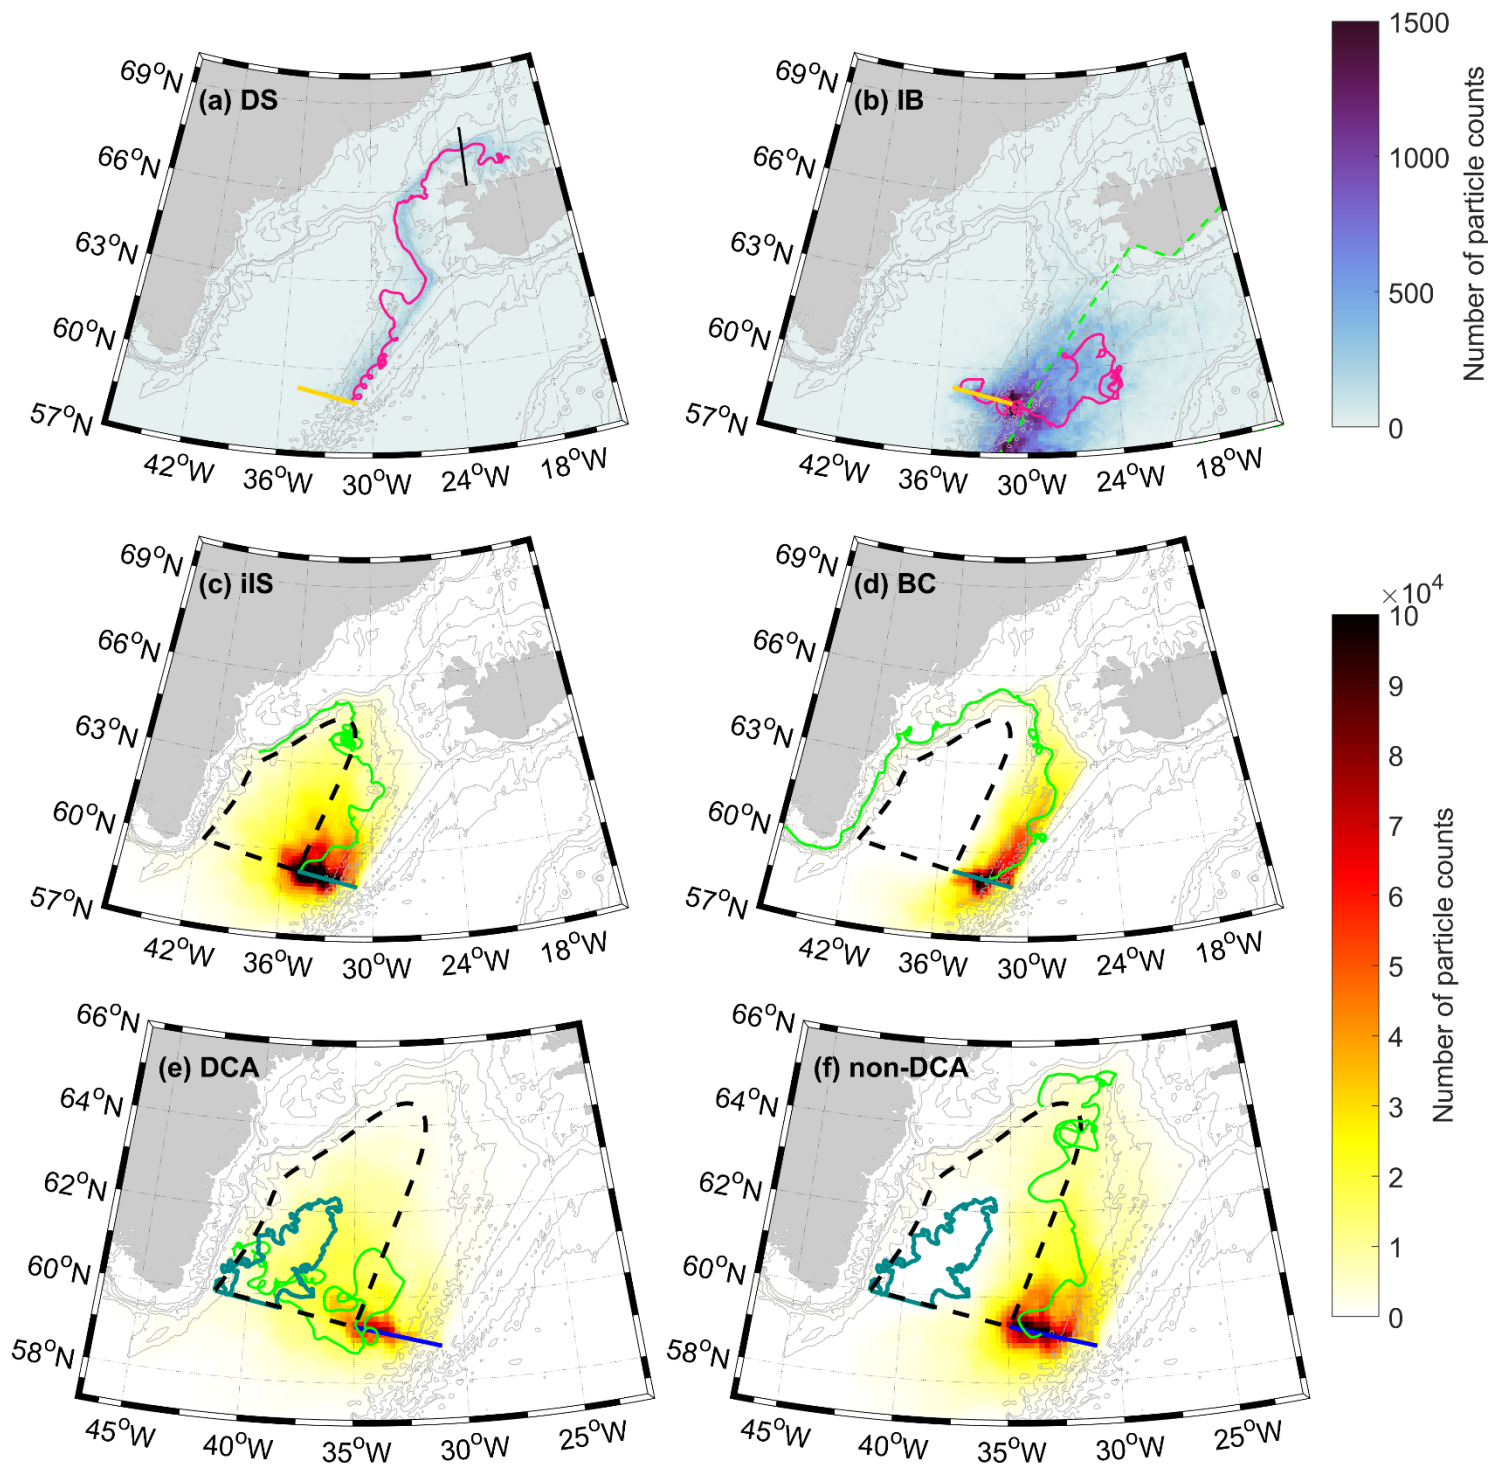 (a) DS
69°N
66°N
63°N
60°N
57°N
42°W
36°W
30°W
24°W
18°W
(b) IB
69°N
66°N
63°N
60°N
57°N
42°W
36°W
30°W
24°W
18°W
1500
1000
500
0
Number of particle counts
(c) iIS
69°N
66°N
63°N
60°N
57°N
42°W
36°W
30°W
24°W
18°W
(d) BC
69°N
66°N
63°N
60°N
57°N
42°W
36°W
30°W
24°W
18°W
×10⁴
10
9
8
7
6
5
4
3
2
1
0
Number of particle counts
(e) DCA
66°N
64°N
62°N
60°N
58°N
45°W
40°W
35°W
30°W
25°W
(f) non-DCA
66°N
64°N
62°N
60°N
58°N
45°W
40°W
35°W
30°W
25°W